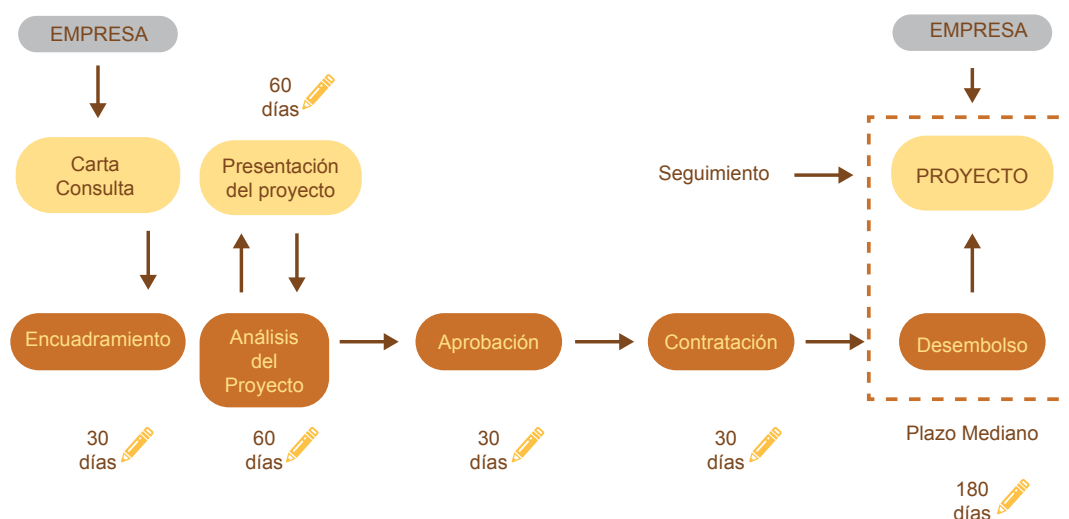 EMPRESA
EMPRESA
60
días
Carta
Consulta
Presentación
del proyecto
Seguimiento
PROYECTO
Encuadramiento
Análisis
del
Proyecto
Aprobación
Contratación
Desembolso
30
días
60
días
30
días
30
días
Plazo Mediano
180
días